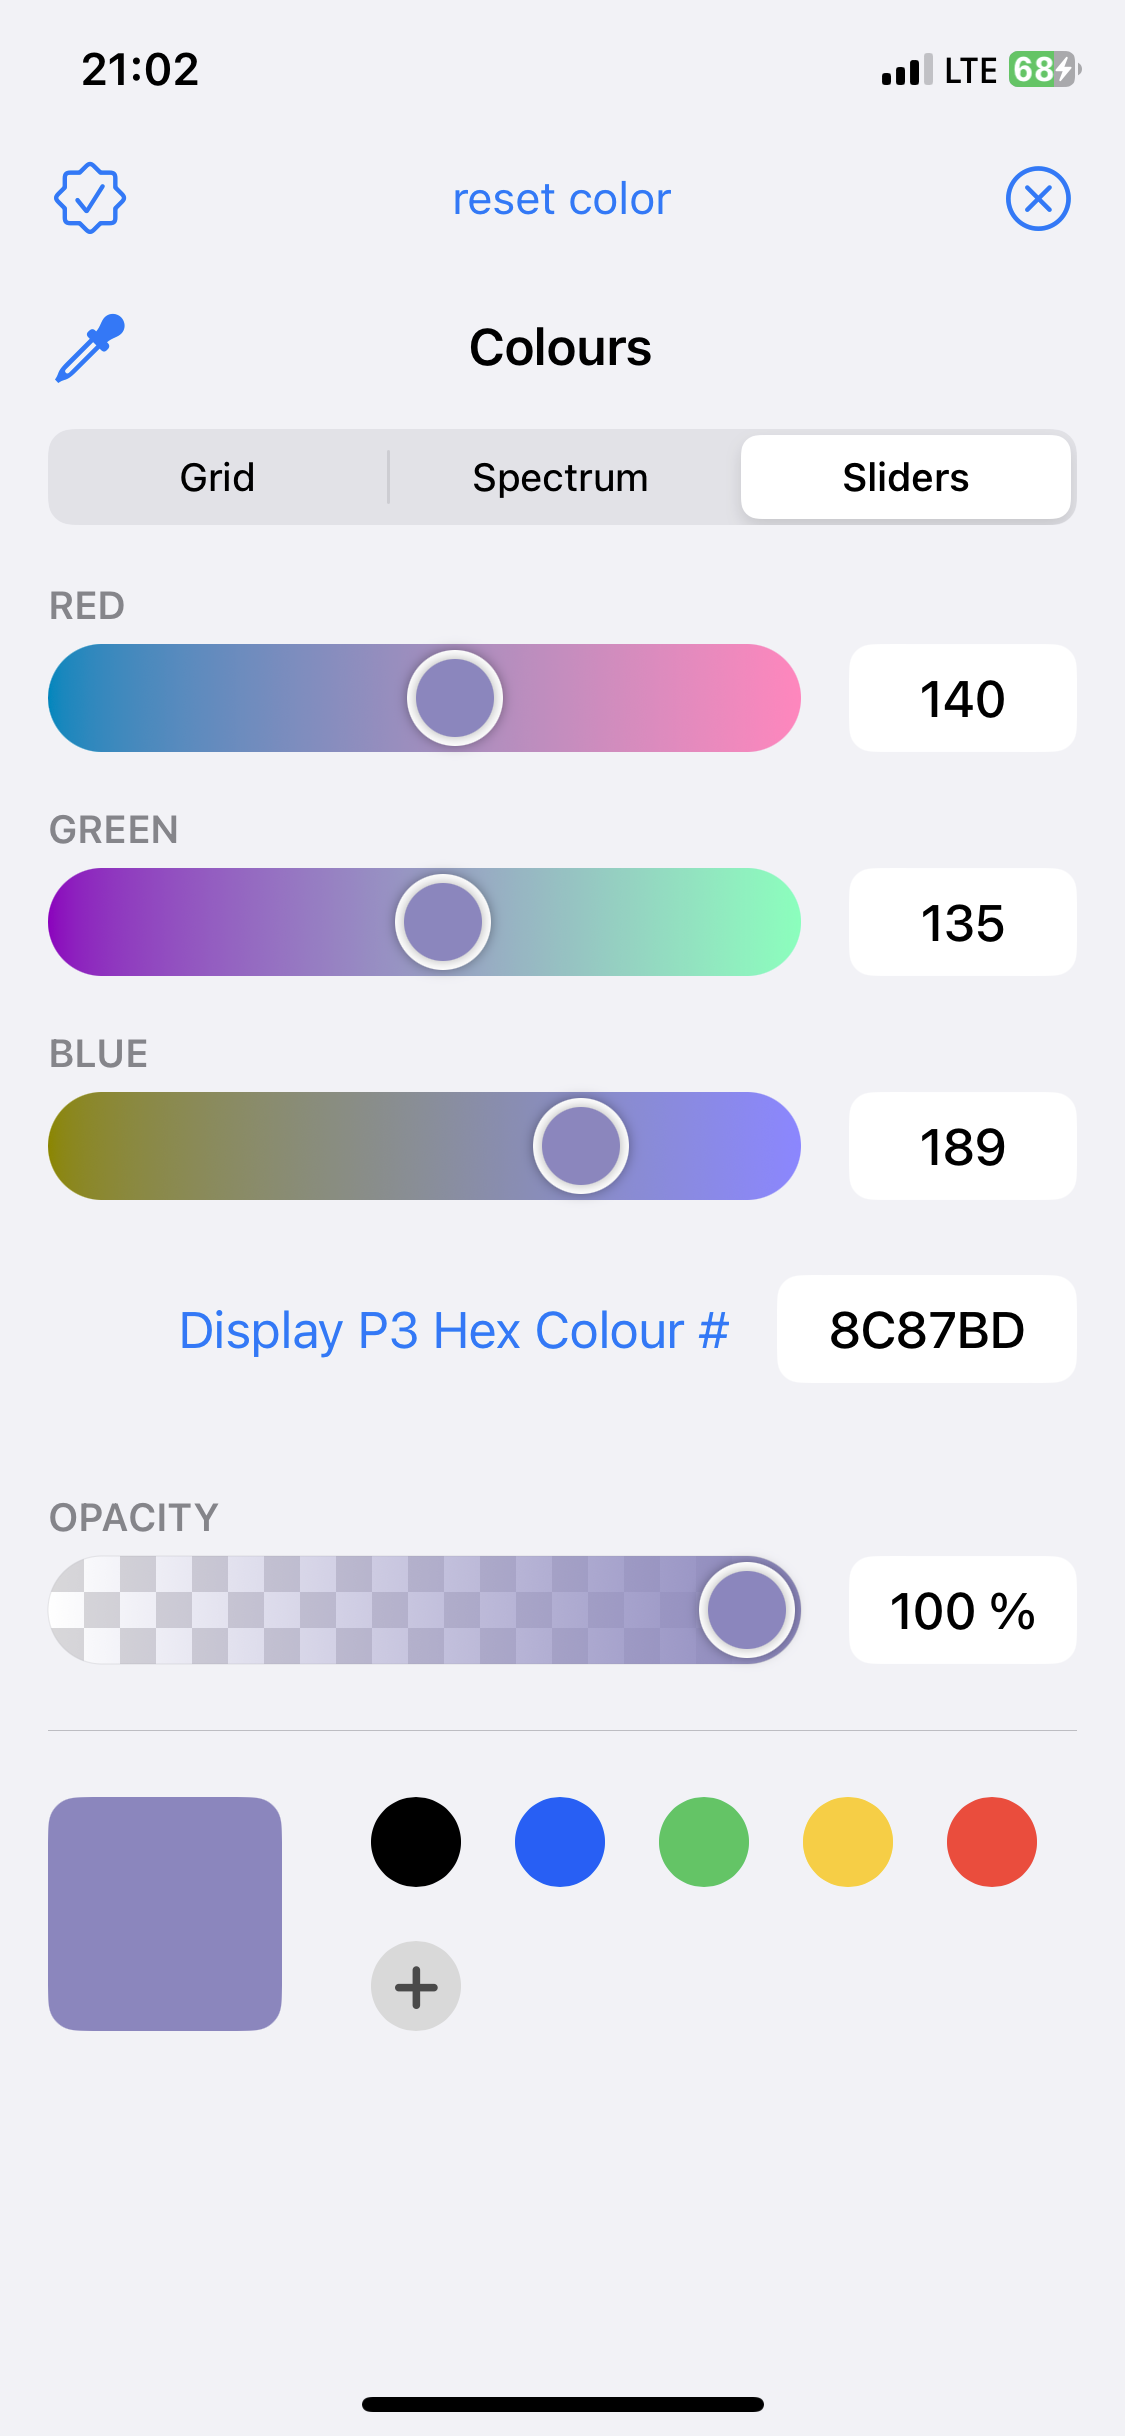 21:02
LTE 68
reset color
Colours
Grid Spectrum Sliders
RED
140
GREEN
135
BLUE
189
Display P3 Hex Colour # 8C87BD
OPACITY
100 %